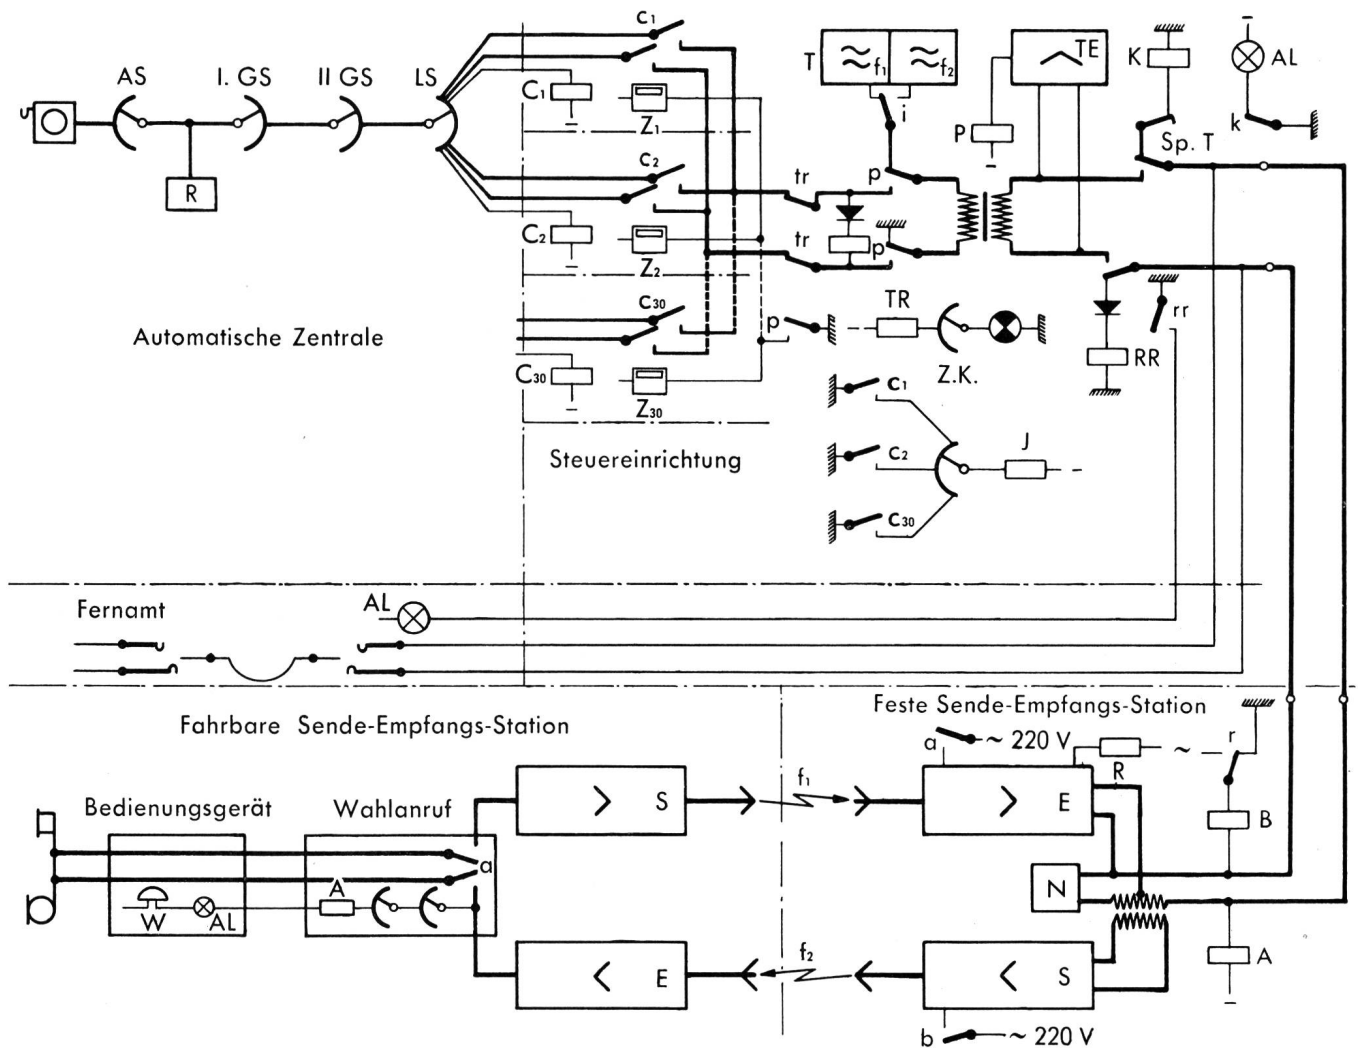 AS
I. GS
II GS
LS
R
C1
C1
Z1
C2
C2
Z2
C30
C30
Z30
T
f1
f2
i
tr
p
tr
p
P
TE
K
AL
k
Sp. T
Automatische Zentrale
Steuereinrichtung
p
TR
Z.K.
rr
RR
C1
C2
J
C30
Fernamt
AL
Fahrbare Sende-Empfangs-Station
Feste Sende-Empfangs-Station
a
~ 220 V
R
~
r
Bedienungsgerät
Wahlanruf
S
f1
E
B
a
A
W
AL
N
E
f2
S
A
b
~ 220 V